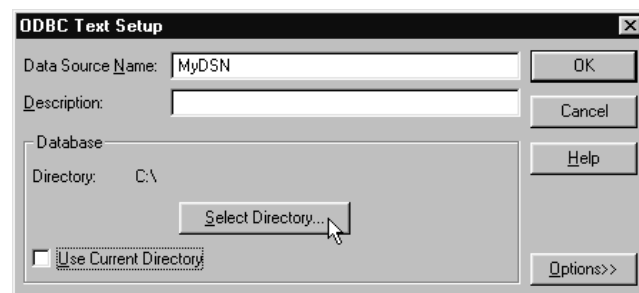 ODBC Text Setup
Data Source Name: MyDSN
OK
Description:
Cancel
Database
Help
Directory: C:\
Select Directory...
Use Current Directory
Options>>